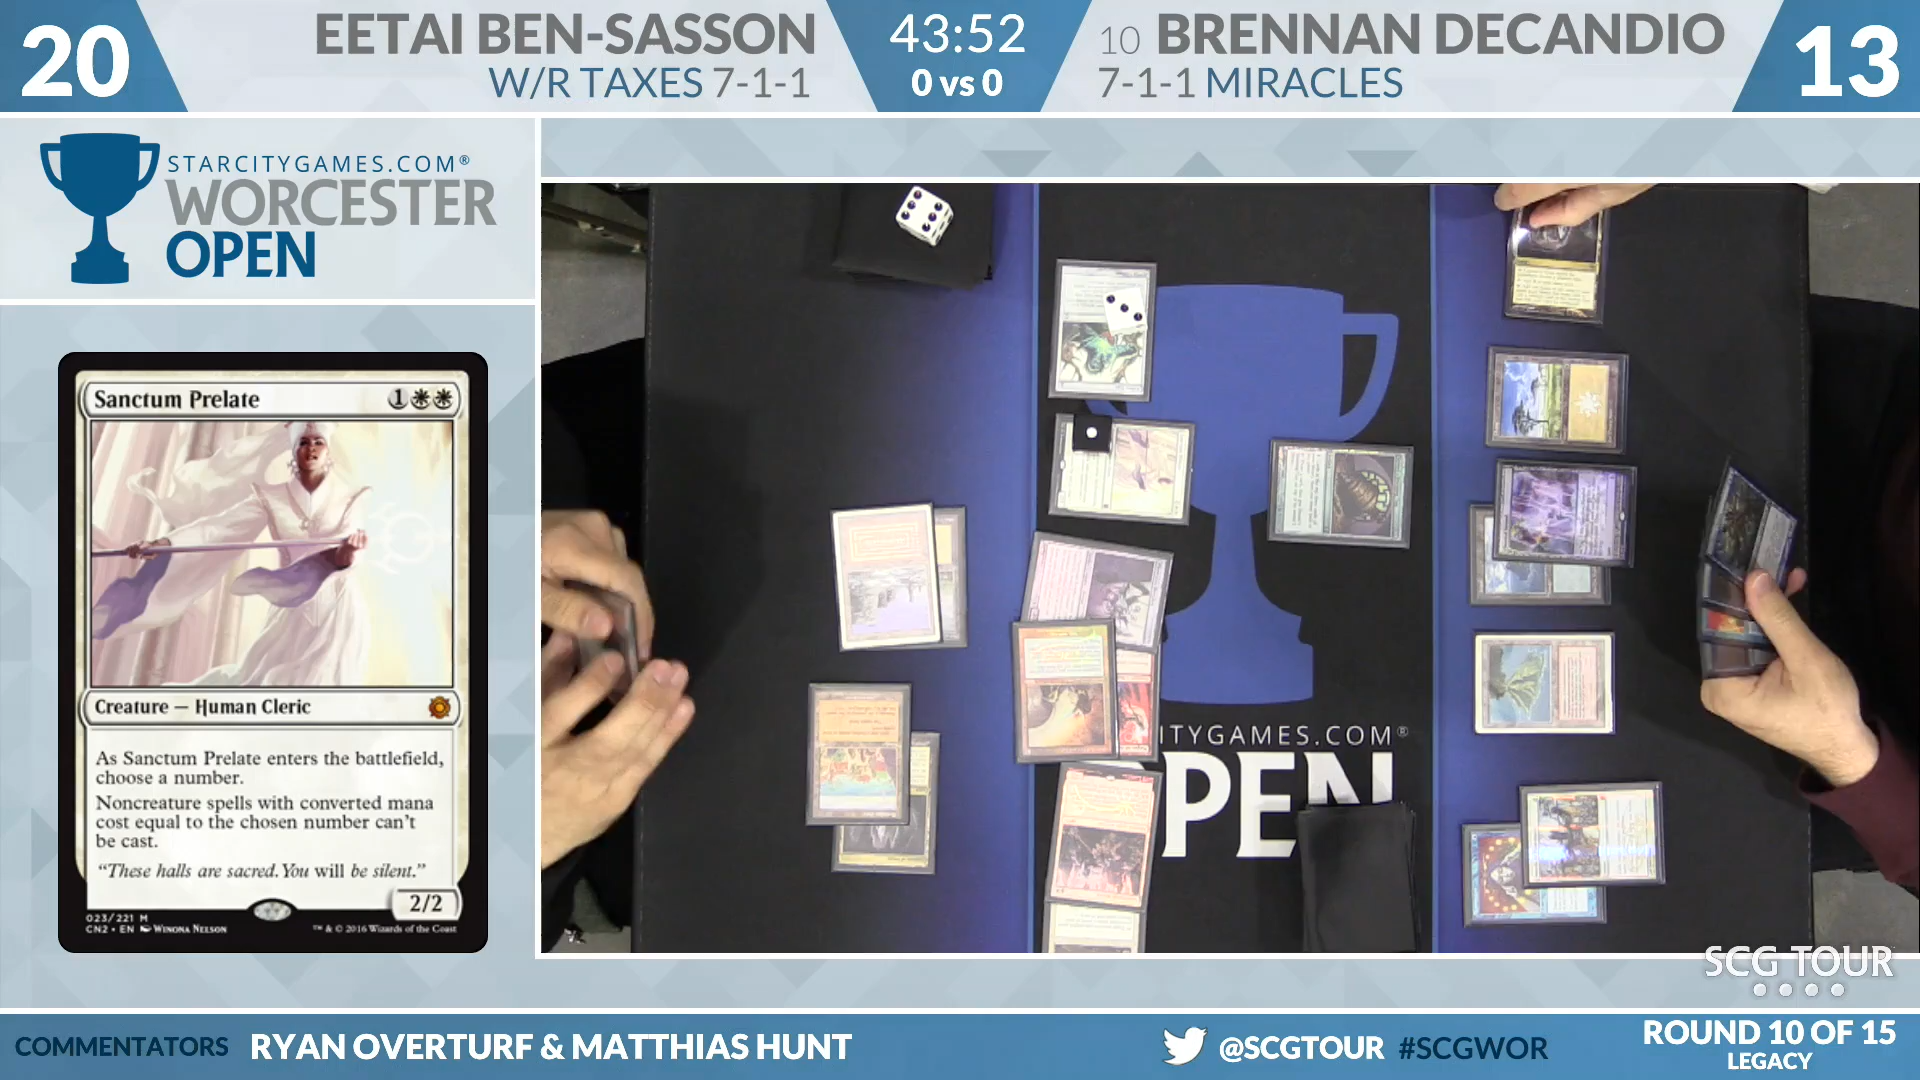 20
EETAI BEN-SASSON
W/R TAXES 7-1-1
43:52
0 vs 0
10 BRENNAN DECANDIO
7-1-1 MIRACLES
13
STARCITYGAMES.COM®
WORCESTER
OPEN
Sanctum Prelate
1
Creature — Human Cleric
As Sanctum Prelate enters the battlefield,
choose a number.
Noncreature spells with converted mana
cost equal to the chosen number can't
be cast.
"These halls are sacred. You will be silent."
2/2
023/221 M
CN2 • EN WINONA NELSON
™ & © 2016 Wizards of the Coast
ITYGAMES.COM®
OPEN
SCG TOUR
COMMENTATORS RYAN OVERTURF & MATTHIAS HUNT
@SCGTOUR #SCGWOR
ROUND 10 OF 15
LEGACY